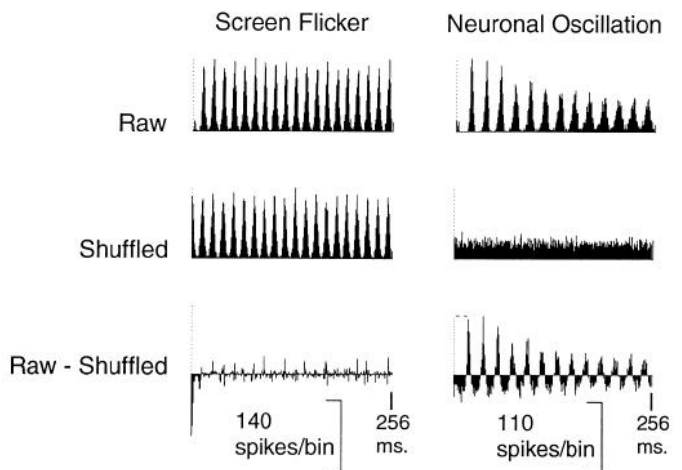 Screen Flicker
Neuronal Oscillation
Raw
Shuffled
Raw - Shuffled
140
spikes/bin
256
ms.
110
spikes/bin
256
ms.